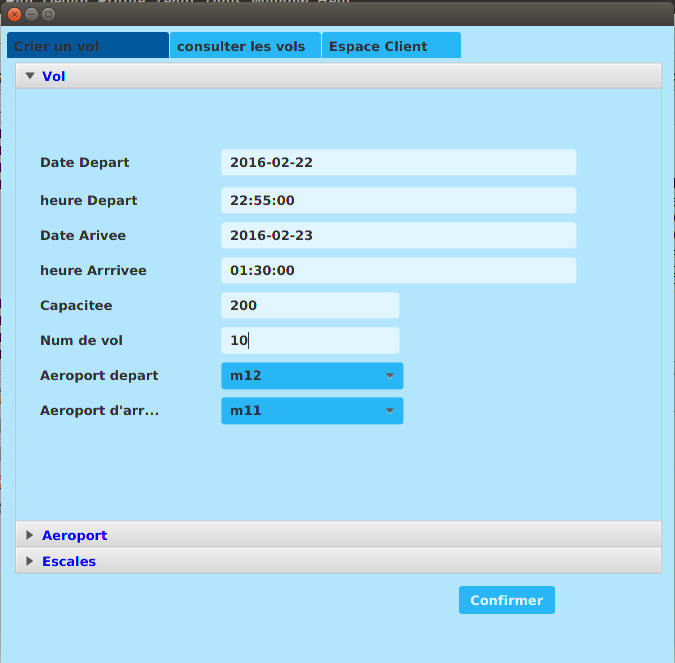 Crier un vol consulter les vols Espace Client
Vol
Date Depart 2016-02-22
heure Depart 22:55:00
Date Arivee 2016-02-23
heure Arrrivee 01:30:00
Capacitee 200
Num de vol 10
Aeroport depart m12
Aeroport d'arr... m11
Aeroport
Escales
Confirmer